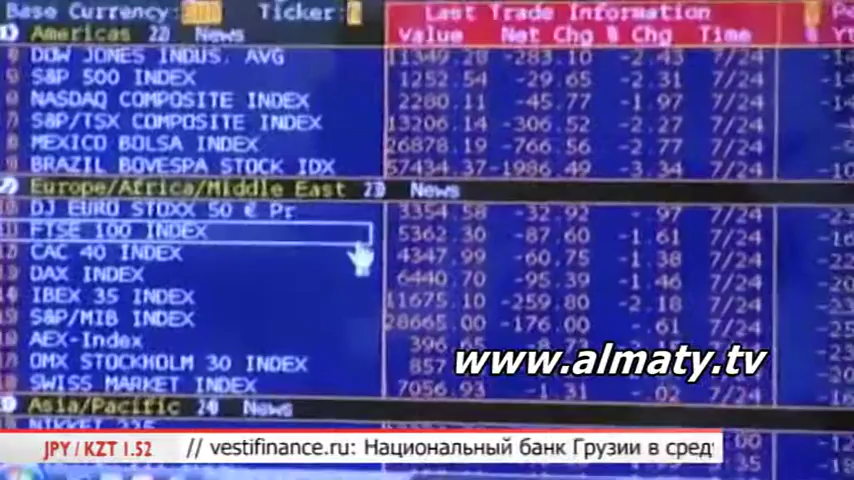 Base Currency: Ticker: Last Trade Information
Americas 20 News Value Net Chg % Chg Time % Yt
DOW JONES INDUS. AVG 11349.28 -283.10 -2.43 7/24
S&P 500 INDEX 1252.54 -29.65 -2.31 7/24
NASDAQ COMPOSITE INDEX 2280.11 -45.77 -1.97 7/24
S&P/TSX COMPOSITE INDEX 13206.14 -306.52 -2.27 7/24
MEXICO BOLSA INDEX 26878.19 -766.56 -2.77 7/24
BRAZIL BOVESPA STOCK IDX 57434.37 -1986.49 -3.34 7/24
Europe/Africa/Middle East 20 News
DJ EURO STOXX 50 € Pr 3354.58 -32.92 -.97 7/24
FTSE 100 INDEX 5362.30 -87.60 -1.61 7/24
CAC 40 INDEX 4347.99 -60.75 -1.38 7/24
DAX INDEX 6440.70 -95.39 -1.46 7/24
IBEX 35 INDEX 11675.10 -259.80 -2.18 7/24
S&P/MIB INDEX 28665.00 -176.00 -.61 7/24
AEX-Index
OMX STOCKHOLM 30 INDEX 857
SWISS MARKET INDEX 7056.93 -1.31 -.02 7/24
www.almaty.tv
Asia/Pacific 20 News
JPY / KZT 1.52 // vestifinance.ru: Национальный банк Грузии в сред